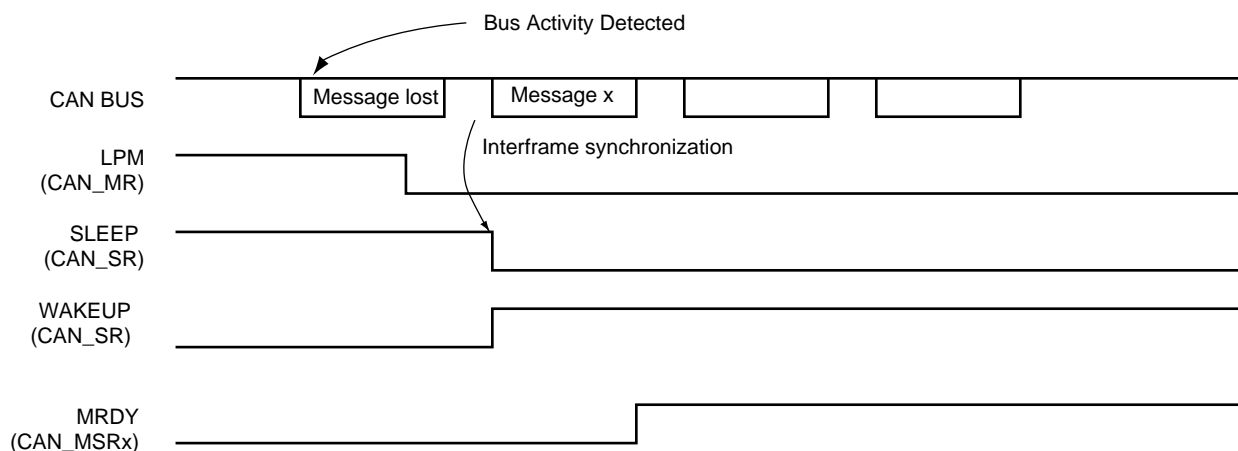 Bus Activity Detected
CAN BUS
Message lost
Message x
Interframe synchronization
LPM
(CAN_MR)
SLEEP
(CAN_SR)
WAKEUP
(CAN_SR)
MRDY
(CAN_MSRx)